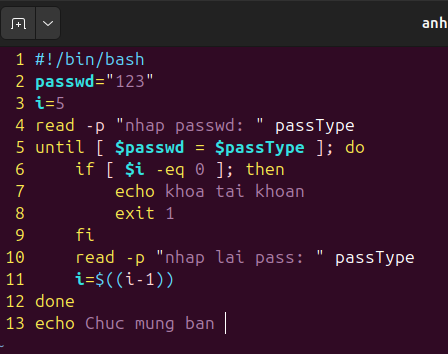 anh
1 #!/bin/bash
2 passwd="123"
3 i=5
4 read -p "nhap passwd: " passType
5 until [ $passwd = $passType ]; do
6     if [ $i -eq 0 ]; then
7         echo khoa tai khoan
8         exit 1
9     fi
10     read -p "nhap lai pass: " passType
11     i=$((i-1))
12 done
13 echo Chuc mung ban
~